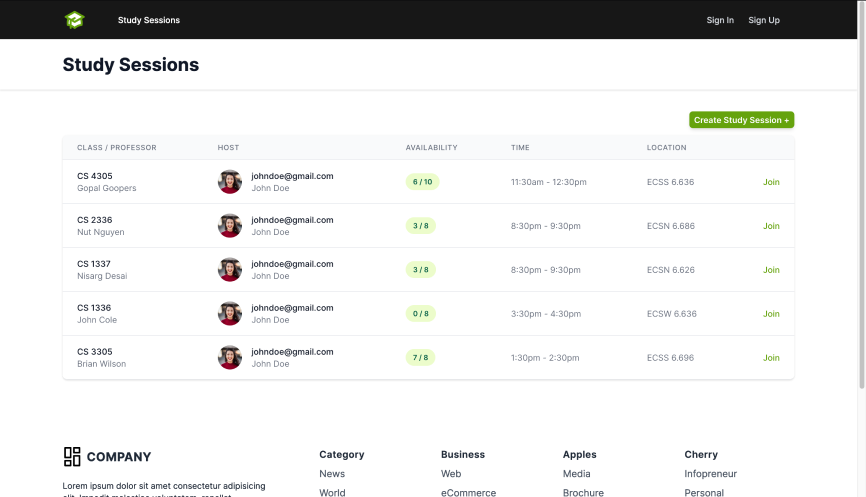 Study Sessions
Sign In Sign Up
Study Sessions
Create Study Session +
CLASS / PROFESSOR HOST AVAILABILITY TIME LOCATION
CS 4305 johndoe@gmail.com
Gopal Goopers John Doe 6 / 10 11:30am - 12:30pm ECSS 6.636 Join
CS 2336 johndoe@gmail.com
Nut Nguyen John Doe 3 / 8 8:30pm - 9:30pm ECSN 6.686 Join
CS 1337 johndoe@gmail.com
Nisarg Desai John Doe 3 / 8 8:30pm - 9:30pm ECSN 6.626 Join
CS 1336 johndoe@gmail.com
John Cole John Doe 0 / 8 3:30pm - 4:30pm ECSW 6.636 Join
CS 3305 johndoe@gmail.com
Brian Wilson John Doe 7 / 8 1:30pm - 2:30pm ECSS 6.696 Join
COMPANY Category Business Apples Cherry
News Web Media Infopreneur
Lorem ipsum dolor sit amet consectetur adipisicing
World eCommerce Brochure Personal